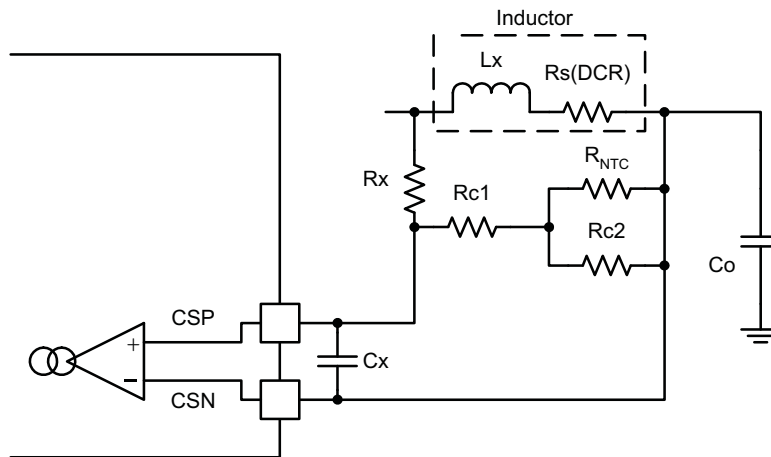 Inductor
Lx
Rs(DCR)
Rx
Rc1
RNTC
Rc2
Co
CSP
+
Cx
−
CSN